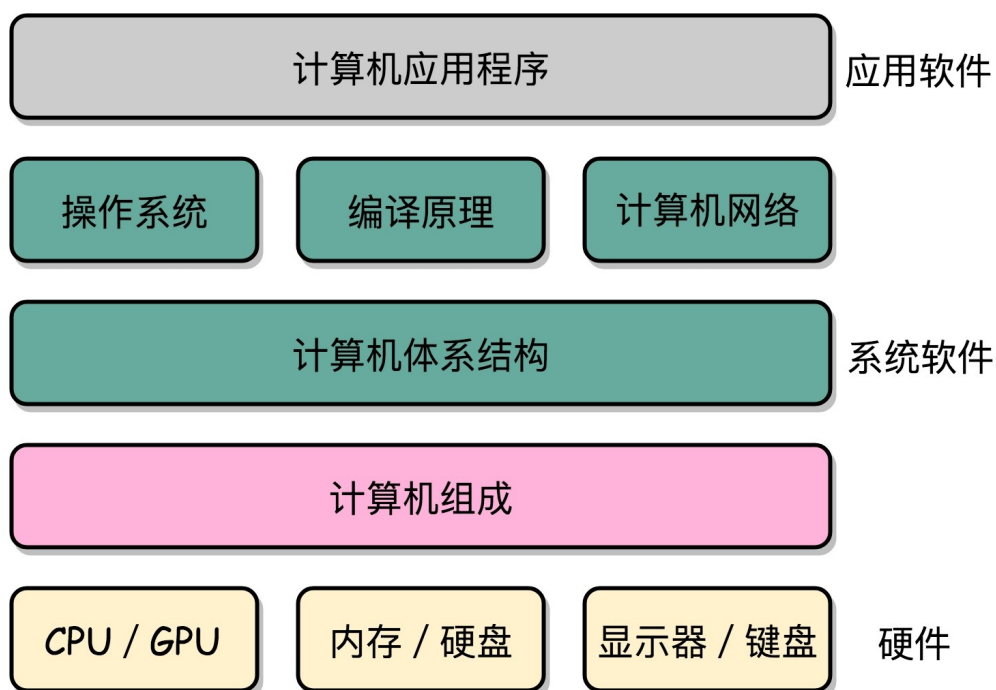 计算机应用程序 应用软件
操作系统 编译原理 计算机网络
计算机体系结构 系统软件
计算机组成
CPU / GPU 内存 / 硬盘 显示器 / 键盘 硬件